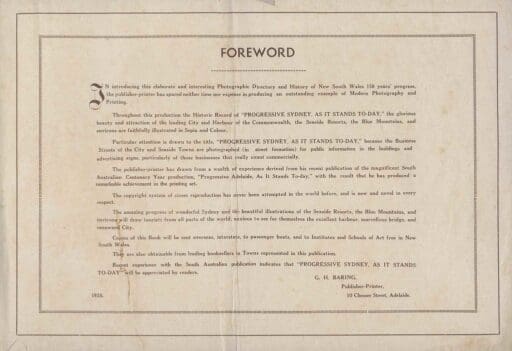 FOREWORD
IN introducing this elaborate and interesting Photographic Directory and History of New South Wales 150 years' progress,
the publisher-printer has spared neither time nor expense in producing an outstanding example of Modern Photography and
Printing.
Throughout this production the Historic Record of "PROGRESSIVE SYDNEY, AS IT STANDS TO-DAY," the glorious
beauty and attraction of the leading City and Harbour of the Commonwealth, the Seaside Resorts, the Blue Mountains, and
environs are faithfully illustrated in Sepia and Colour.
Particular attention is drawn to the title, "PROGRESSIVE SYDNEY, AS IT STANDS TO-DAY," because the Business
Streets of the City and Seaside Towns are photographed (in street formation) for public information in the buildings and
advertising signs, particularly of those businesses that really count commercially.
The publisher-printer has drawn from a wealth of experience derived from his recent publication of the magnificent South
Australian Centenary Year production, "Progressive Adelaide, As It Stands To-day," with the result that he has produced a
remarkable achievement in the printing art.
The copyright system of street reproduction has never been attempted in the world before, and is new and novel in every
respect.
The amazing progress of wonderful Sydney and the beautiful illustrations of the Seaside Resorts, the Blue Mountains, and
environs will draw tourists from all parts of the world, anxious to see for themselves the excellent harbour, marvellous bridge, and
renowned City.
Copies of this Book will be sent overseas, interstate, to passenger boats, and to Institutes and Schools of Art free in New
South Wales.
They are also obtainable from leading booksellers in Towns represented in this publication.
Recent experience with the South Australian publication indicates that "PROGRESSIVE SYDNEY, AS IT STANDS
TO-DAY" will be appreciated by readers.
G. H. BARING,
Publisher-Printer,
1938.
10 Chesser Street, Adelaide.